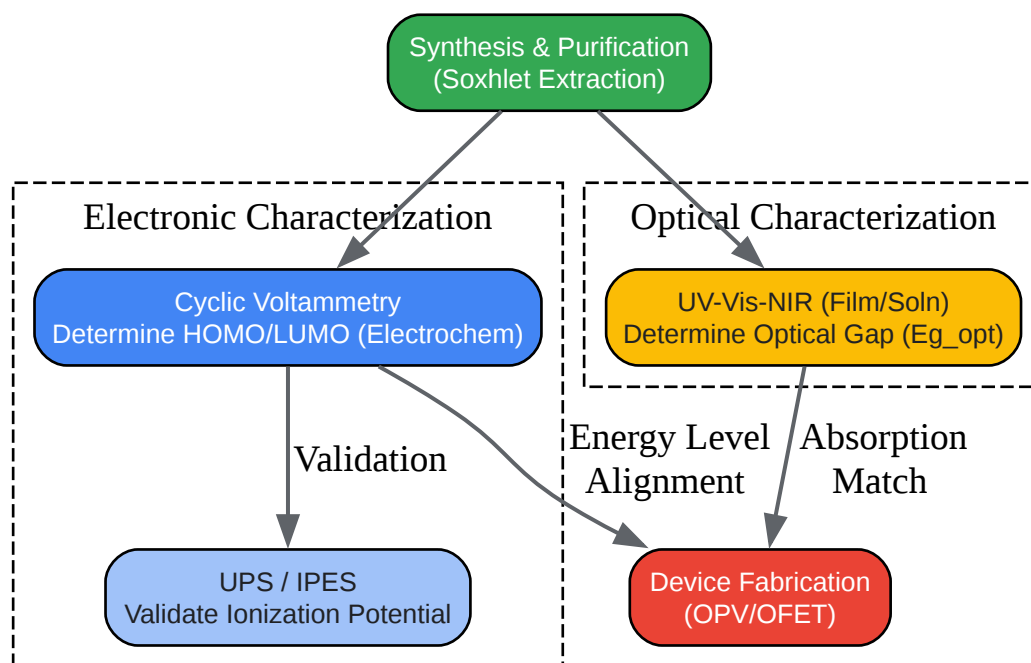 Synthesis & Purification
(Soxhlet Extraction)
Electronic Characterization
Optical Characterization
Cyclic Voltammetry
Determine HOMO/LUMO (Electrochem)
UV-Vis-NIR (Film/Soln)
Determine Optical Gap (Eg_opt)
Validation
Energy Level
Alignment
Absorption
Match
UPS / IPES
Validate Ionization Potential
Device Fabrication
(OPV/OFET)